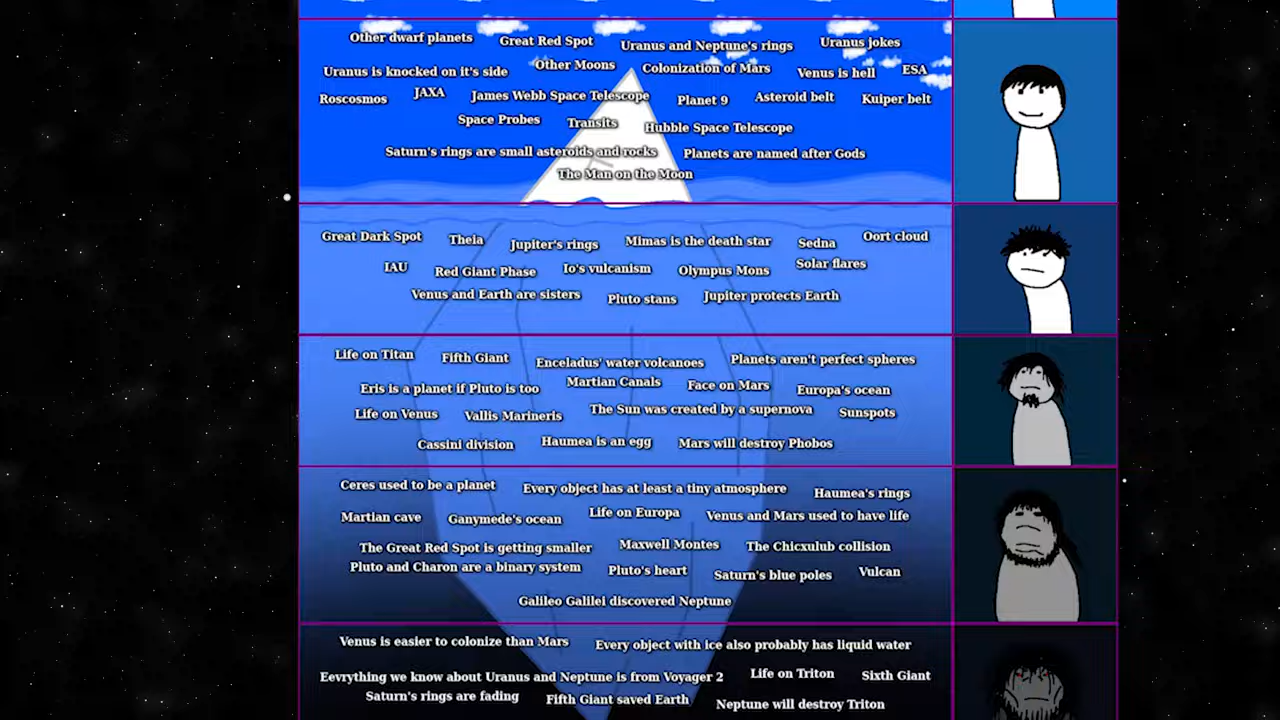 Other dwarf planets
Great Red Spot
Uranus and Neptune's rings
Uranus jokes
Uranus is knocked on it's side
Other Moons
Colonization of Mars
Venus is hell
ESA
Roscosmos
JAXA
James Webb Space Telescope
Planet 9
Asteroid belt
Kuiper belt
Space Probes
Transits
Hubble Space Telescope
Saturn's rings are small asteroids and rocks
Planets are named after Gods
The Man on the Moon
Great Dark Spot
Theia
Jupiter's rings
Mimas is the death star
Sedna
Oort cloud
IAU
Red Giant Phase
Io's vulcanism
Olympus Mons
Solar flares
Venus and Earth are sisters
Pluto stans
Jupiter protects Earth
Life on Titan
Fifth Giant
Enceladus' water volcanoes
Planets aren't perfect spheres
Eris is a planet if Pluto is too
Martian Canals
Face on Mars
Europa's ocean
Life on Venus
Vallis Marineris
The Sun was created by a supernova
Sunspots
Cassini division
Haumea is an egg
Mars will destroy Phobos
Ceres used to be a planet
Every object has at least a tiny atmosphere
Haumea's rings
Martian cave
Ganymede's ocean
Life on Europa
Venus and Mars used to have life
The Great Red Spot is getting smaller
Maxwell Montes
The Chicxulub collision
Pluto and Charon are a binary system
Pluto's heart
Saturn's blue poles
Vulcan
Galileo Galilei discovered Neptune
Venus is easier to colonize than Mars
Every object with ice also probably has liquid water
Eevrything we know about Uranus and Neptune is from Voyager 2
Life on Triton
Sixth Giant
Saturn's rings are fading
Fifth Giant saved Earth
Neptune will destroy Triton